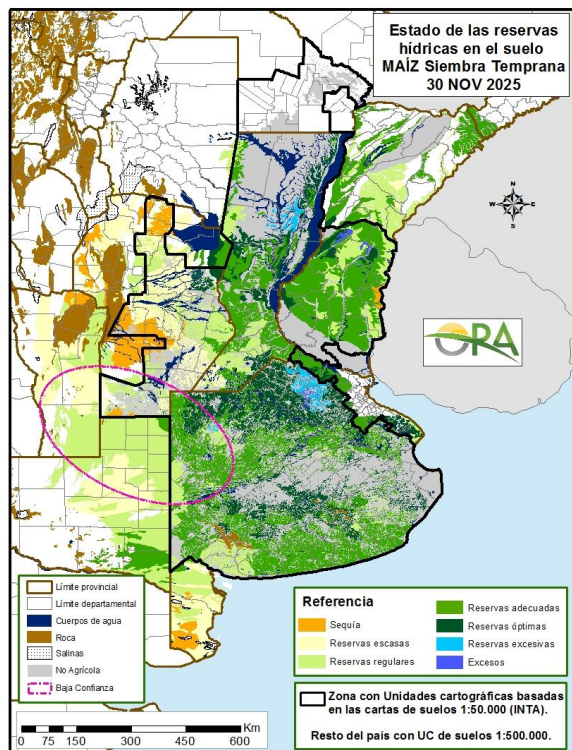 Estado de las reservas
hídricas en el suelo
MAÍZ Siembra Temprana
30 NOV 2025
N
W E
S
ORA
Límite provincial
Límite departamental
Cuerpos de agua
Roca
Salinas
No Agrícola
Baja Confianza
Referencia
Sequía
Reservas escasas
Reservas regulares
Reservas adecuadas
Reservas óptimas
Reservas excesivas
Excesos
Zona con Unidades cartográficas basadas
en las cartas de suelos 1:50.000 (INTA).
Resto del país con UC de suelos 1:500.000.
Km
0 75 150 300 450 600